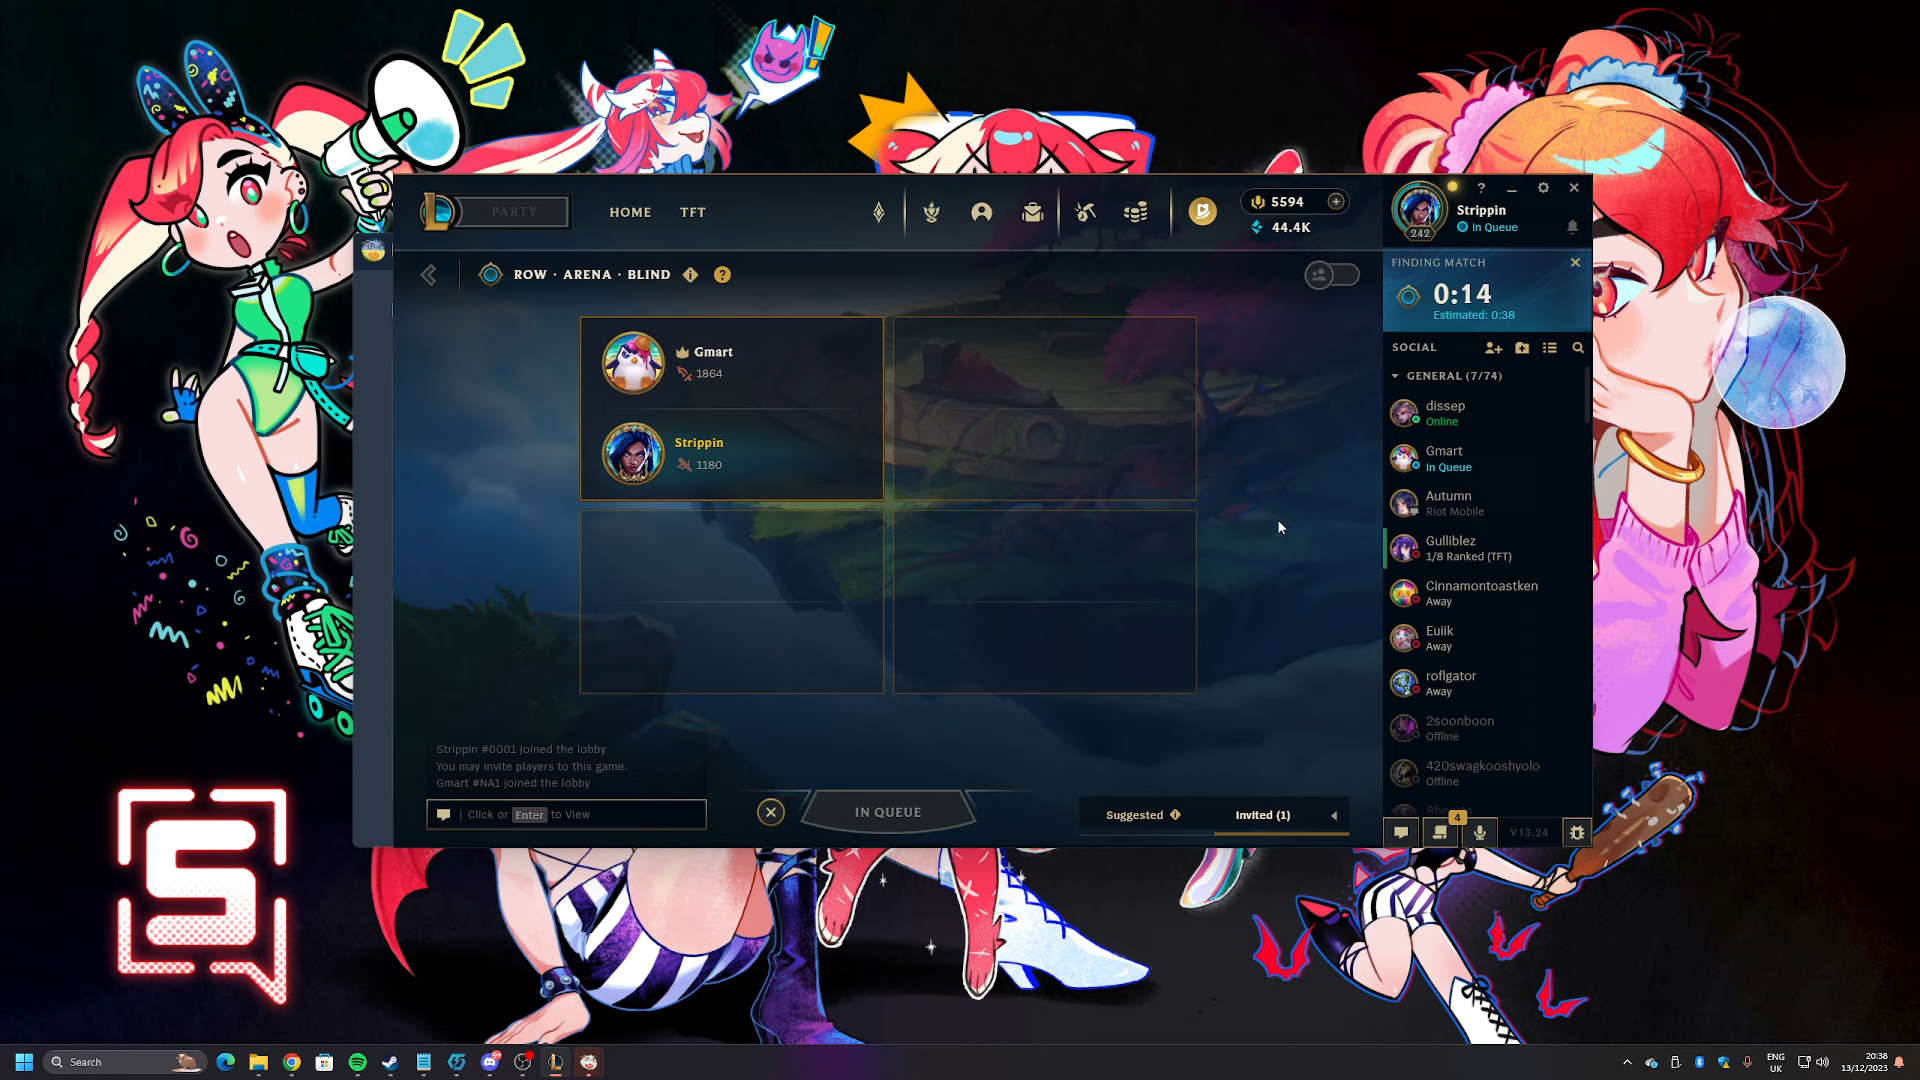 PARTY
HOME
TFT
5594
44.4K
242
Strippin
In Queue
ROW · ARENA · BLIND
FINDING MATCH
0:14
Estimated: 0:38
Gmart
1864
Strippin
1180
SOCIAL
GENERAL (7/74)
dissep
Online
Gmart
In Queue
Autumn
Riot Mobile
Gulliblez
1/8 Ranked (TFT)
Cinnamontoastken
Away
Euiik
Away
roflgator
Away
2soonboon
Offline
420swagkooshyolo
Offline
Strippin #0001 joined the lobby
You may invite players to this game.
Gmart #NA1 joined the lobby
Click or Enter to View
IN QUEUE
Suggested
Invited (1)
4
V13.24
S
Search
ENG
UK
20:38
13/12/2023